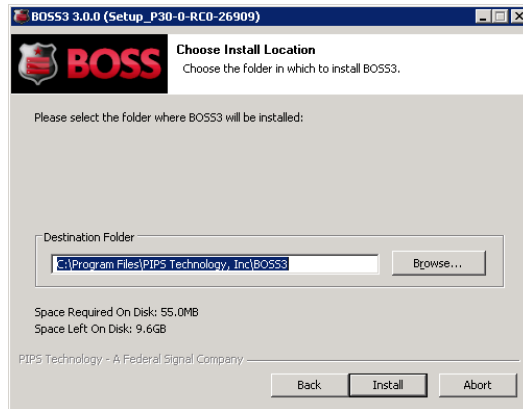 BOSS3 3.0.0 (Setup_P30-0-RC0-26909)
BOSS
Choose Install Location
Choose the folder in which to install BOSS3.
Please select the folder where BOSS3 will be installed:
Destination Folder
C:\Program Files\PIPS Technology, Inc\BOSS3
Browse...
Space Required On Disk: 55.0MB
Space Left On Disk: 9.6GB
PIPS Technology - A Federal Signal Company
Back Install Abort